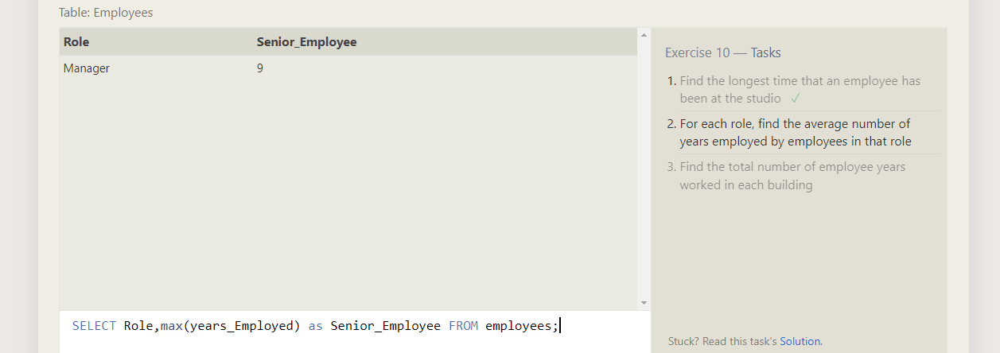 Table: Employees
Role Senior_Employee
Manager 9
Exercise 10 — Tasks
1. Find the longest time that an employee has
been at the studio ✓
2. For each role, find the average number of
years employed by employees in that role
3. Find the total number of employee years
worked in each building
SELECT Role,max(years_Employed) as Senior_Employee FROM employees;
Stuck? Read this task's Solution.